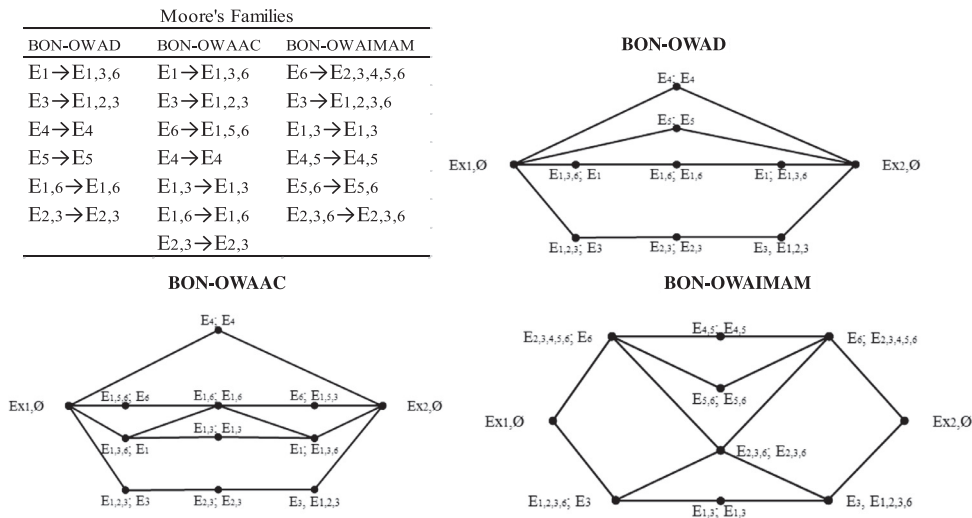 Moore's Families
BON-OWAD BON-OWAAC BON-OWAIMAM
E1→E1,3,6 E1→E1,3,6 E6→E2,3,4,5,6
E3→E1,2,3 E3→E1,2,3 E3→E1,2,3,6
E4→E4 E6→E1,5,6 E1,3→E1,3
E5→E5 E4→E4 E4,5→E4,5
E1,6→E1,6 E1,3→E1,3 E5,6→E5,6
E2,3→E2,3 E1,6→E1,6 E2,3,6→E2,3,6
E2,3→E2,3
BON-OWAD
E4; E4
E5; E5
Ex1,Ø Ex2,Ø
E1,3,6; E1 E1,6; E1,6 E1; E1,3,6
E1,2,3; E3 E2,3; E2,3 E3, E1,2,3
BON-OWAAC
E4; E4
E1,5,6; E6 E1,6; E1,6 E6; E1,5,3
Ex1,Ø Ex2,Ø
E1,3; E1,3
E1,3,6; E1 E1; E1,3,6
E1,2,3; E3 E2,3; E2,3 E3, E1,2,3
BON-OWAIMAM
E2,3,4,5,6; E6 E4,5; E4,5 E6; E2,3,4,5,6
E5,6; E5,6
Ex1,Ø Ex2,Ø
E2,3,6; E2,3,6
E1,2,3,6; E3 E1,3; E1,3 E3, E1,2,3,6